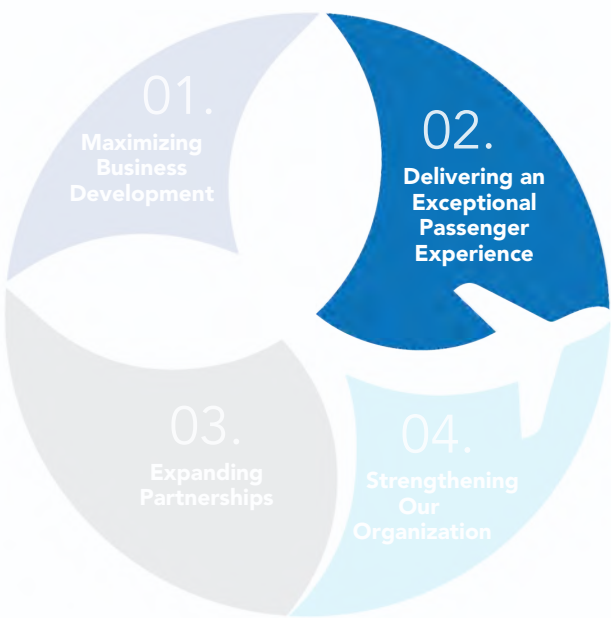 01.
Maximizing
Business
Development
02.
Delivering an
Exceptional
Passenger
Experience
03.
Expanding
Partnerships
04.
Strengthening
Our
Organization